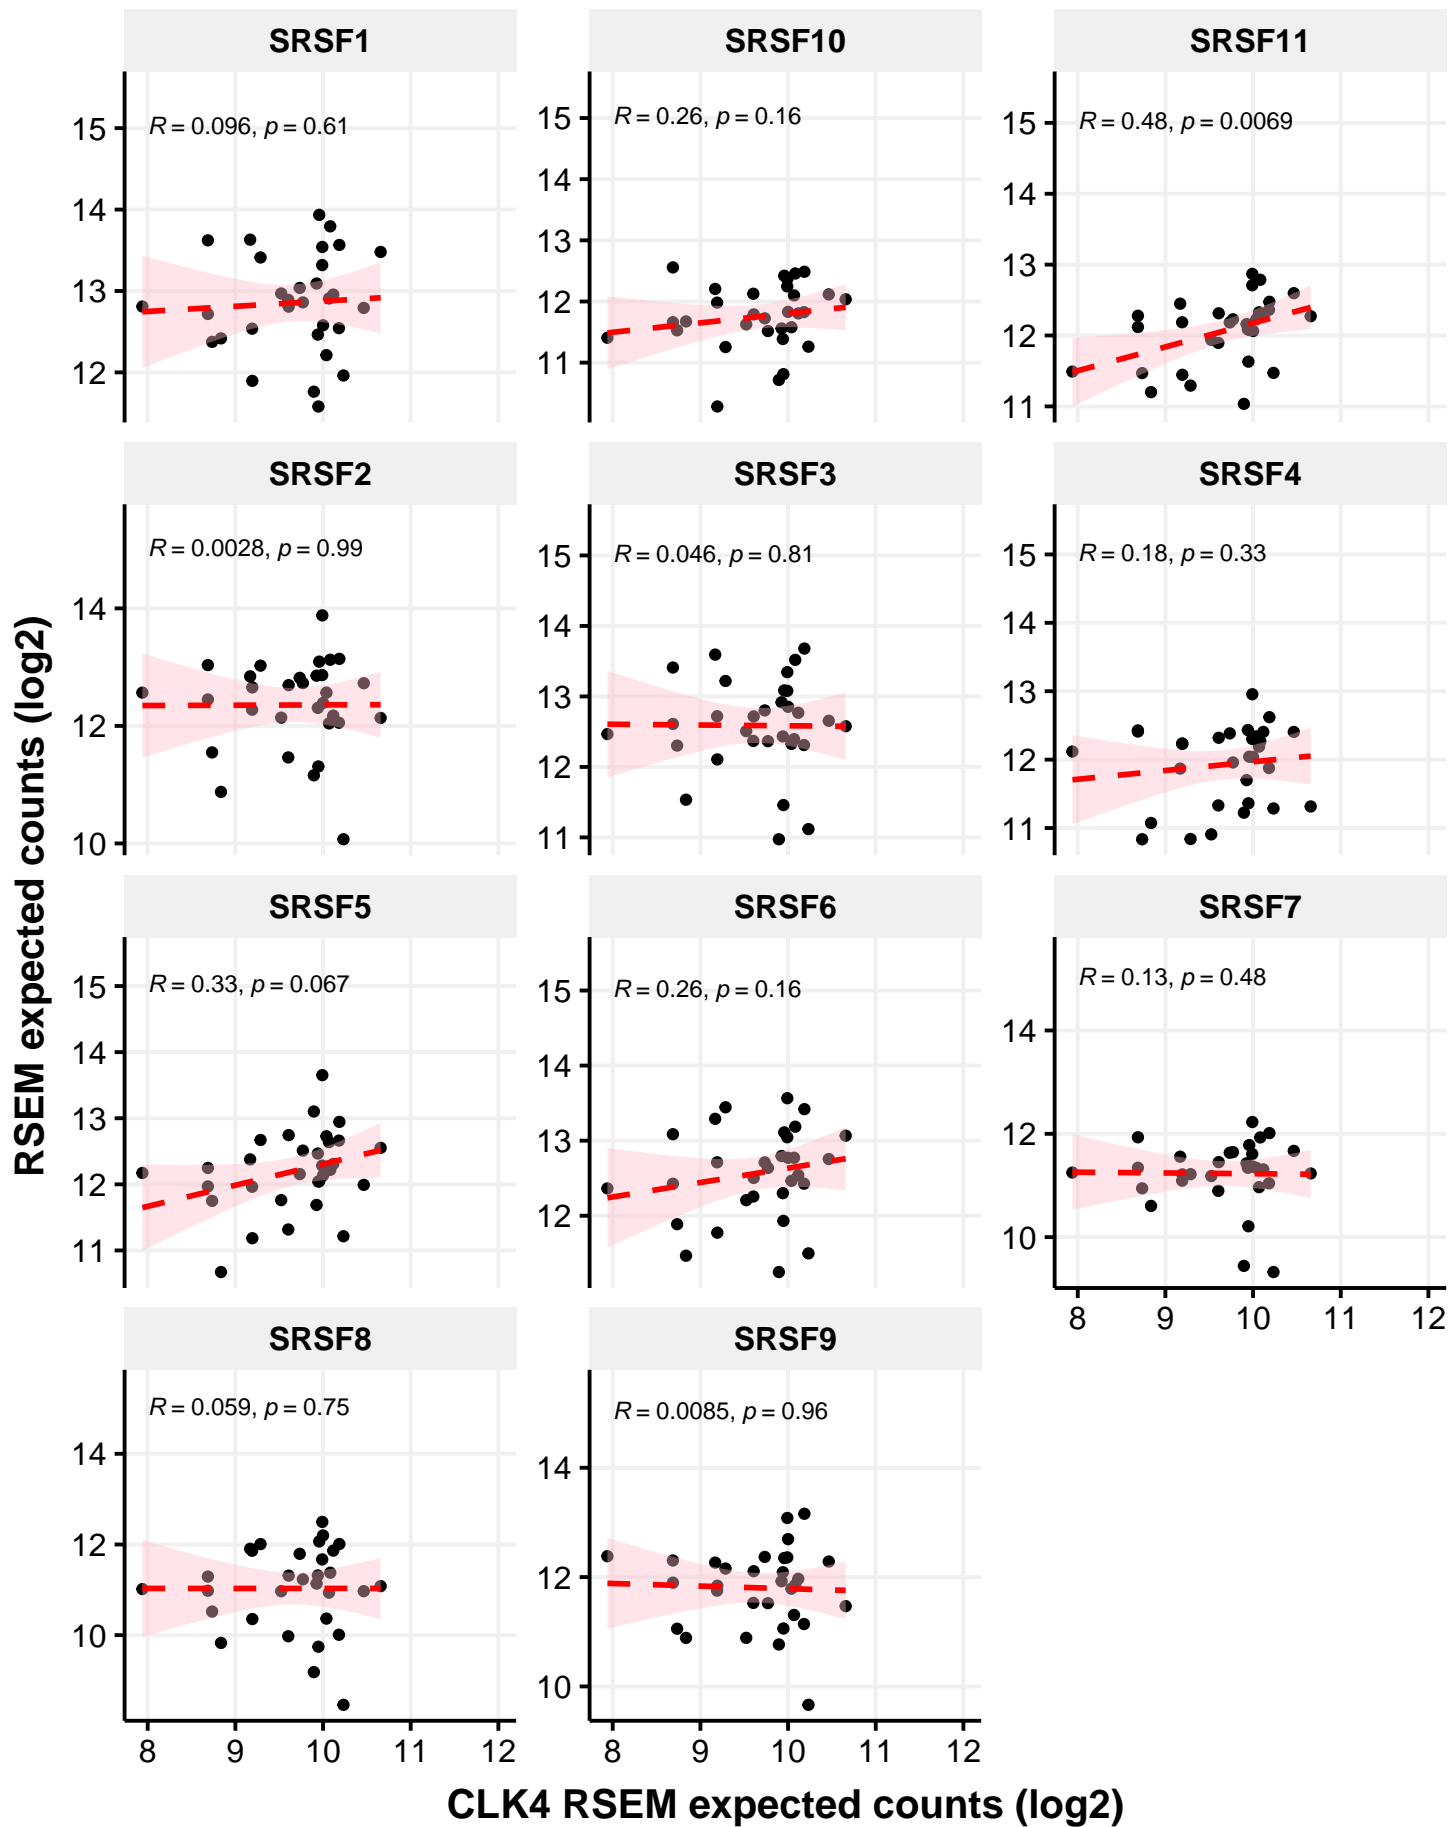 SRSF1
SRSF10
SRSF11
R = 0.096, p = 0.61
R = 0.26, p = 0.16
R = 0.48, p = 0.0069
15
14
13
12
15
14
13
12
11
15
14
13
12
11
SRSF2
SRSF3
SRSF4
R = 0.0028, p = 0.99
R = 0.046, p = 0.81
R = 0.18, p = 0.33
14
12
10
15
14
13
12
11
15
14
13
12
11
SRSF5
SRSF6
SRSF7
R = 0.33, p = 0.067
R = 0.26, p = 0.16
R = 0.13, p = 0.48
15
14
13
12
11
15
14
13
12
14
12
10
8 9 10 11 12
SRSF8
SRSF9
R = 0.059, p = 0.75
R = 0.0085, p = 0.96
14
12
10
14
12
10
8 9 10 11 12
8 9 10 11 12
RSEM expected counts (log2)
CLK4 RSEM expected counts (log2)